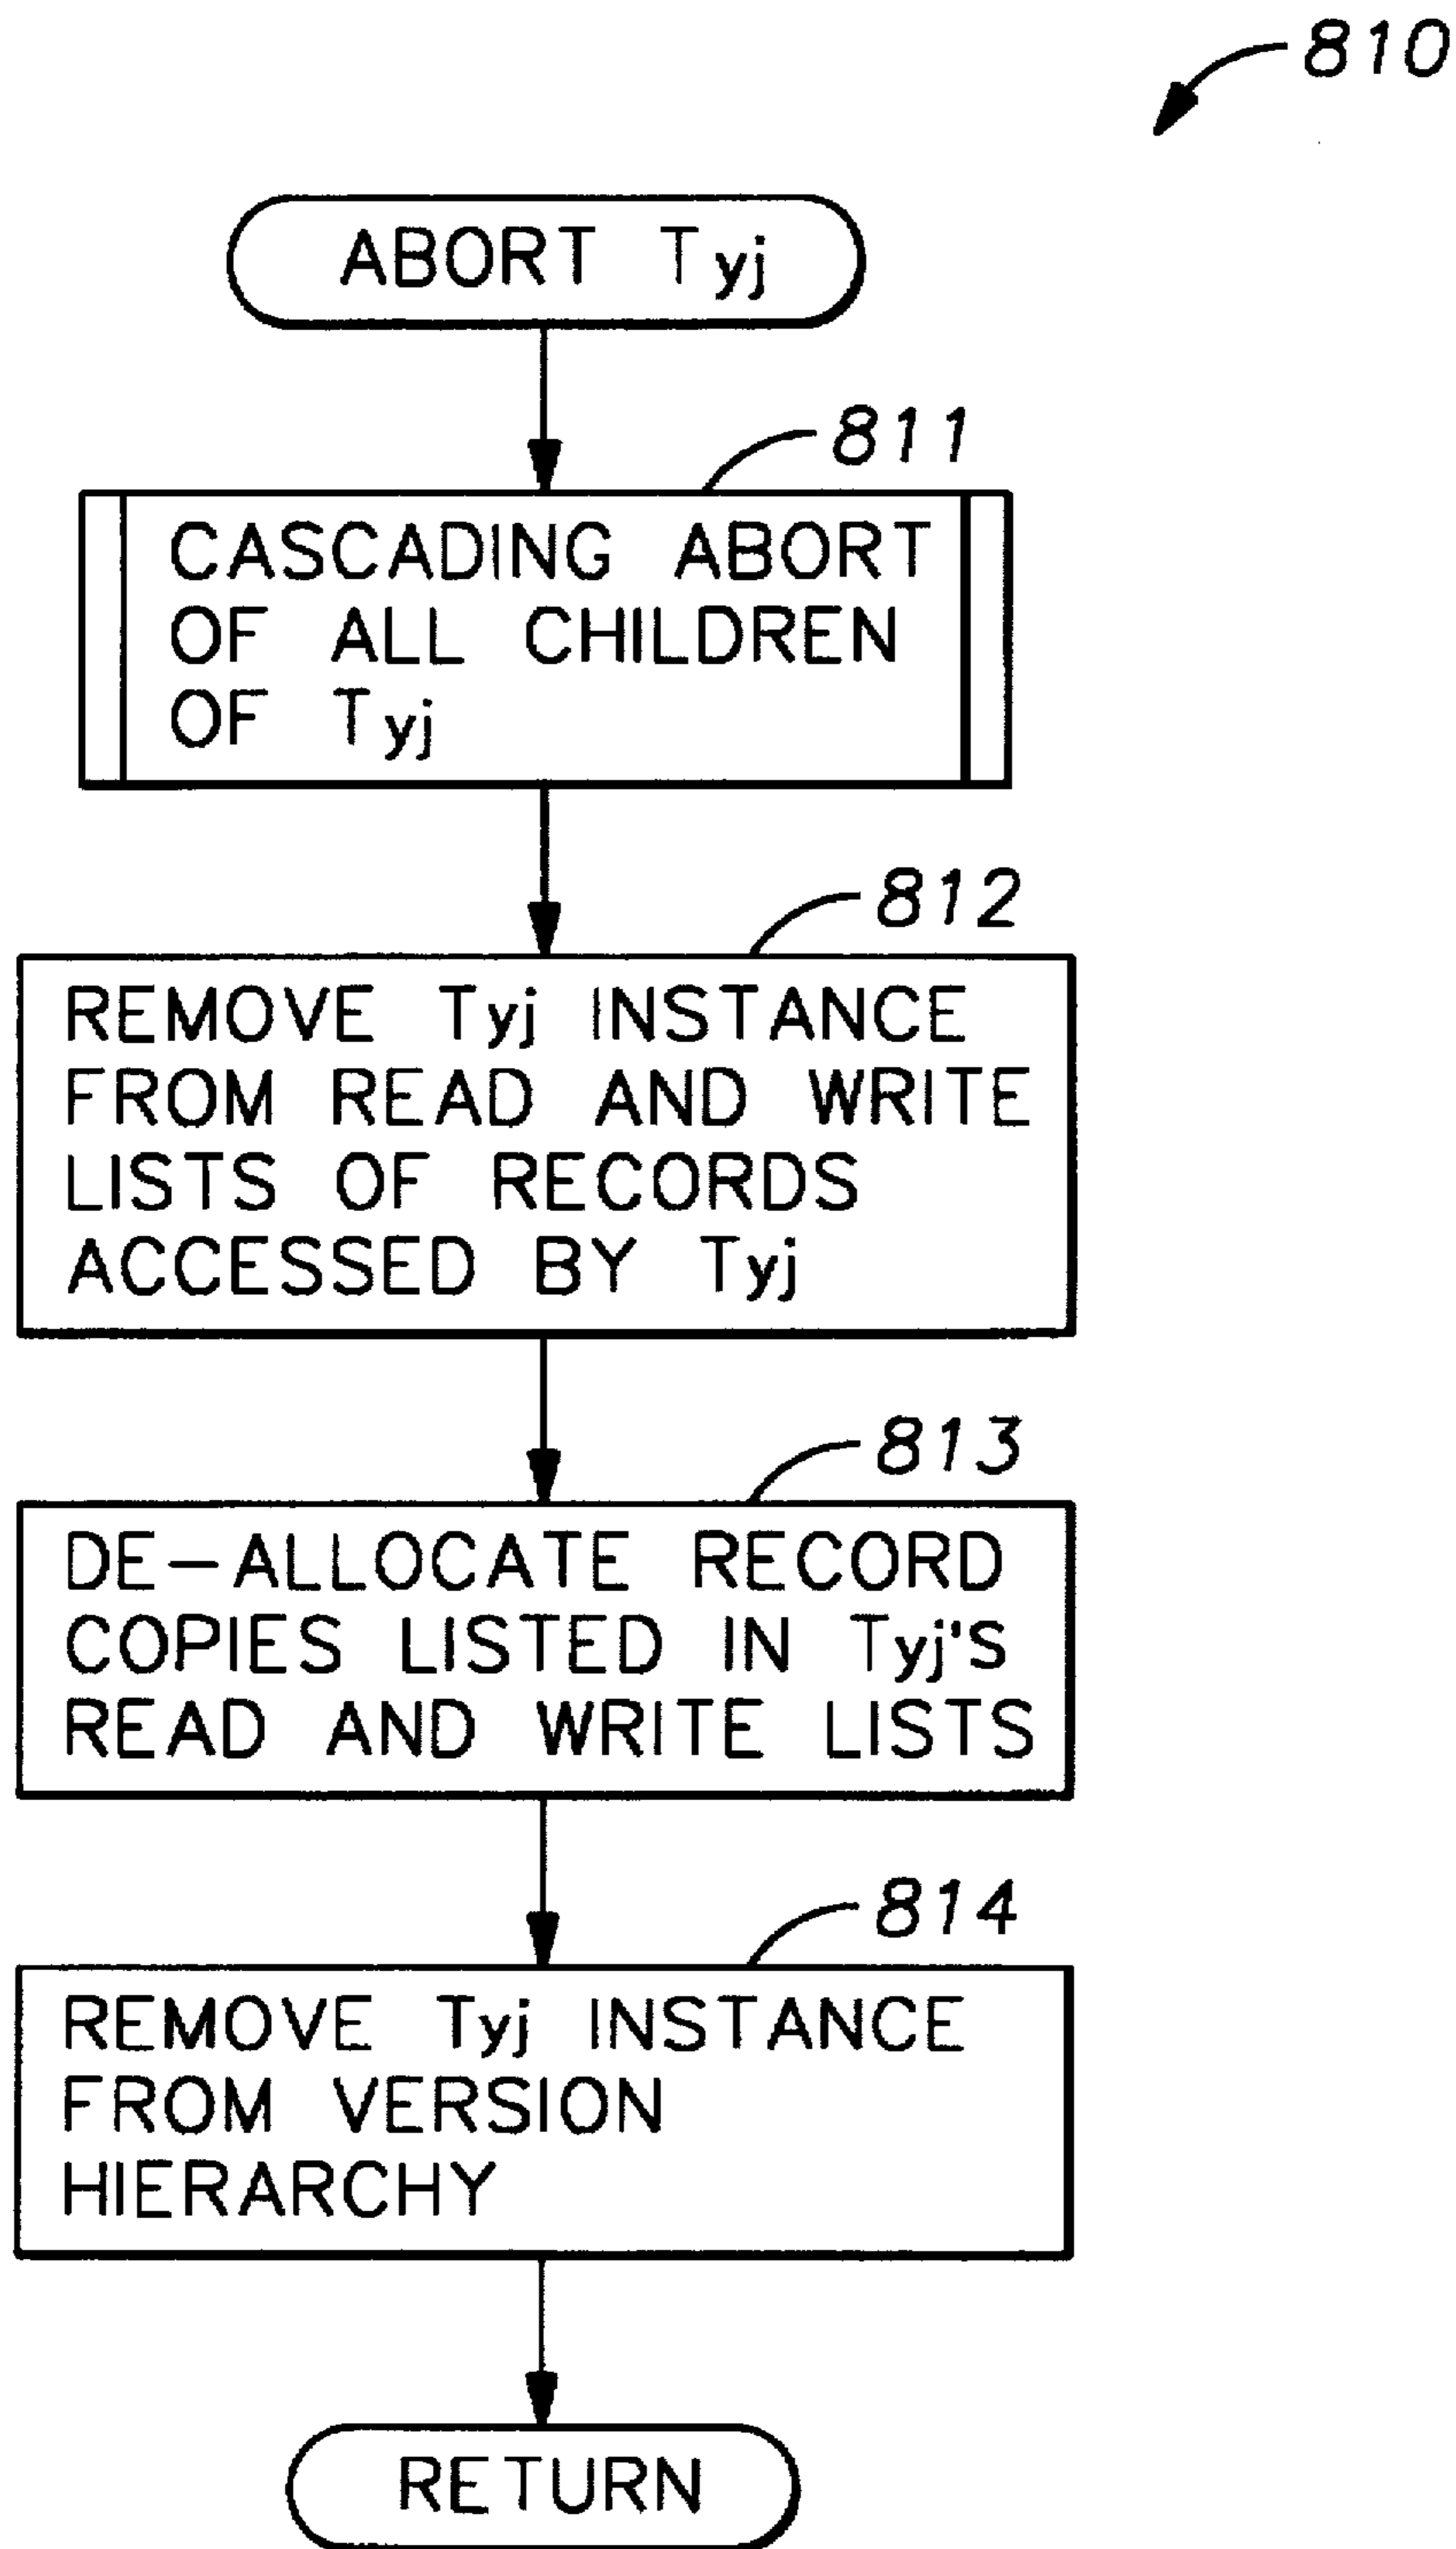 810
ABORT Tyj
811
CASCADING ABORT
OF ALL CHILDREN
OF Tyj
812
REMOVE Tyj INSTANCE
FROM READ AND WRITE
LISTS OF RECORDS
ACCESSED BY Tyj
813
DE-ALLOCATE RECORD
COPIES LISTED IN Tyj'S
READ AND WRITE LISTS
814
REMOVE Tyj INSTANCE
FROM VERSION
HIERARCHY
RETURN